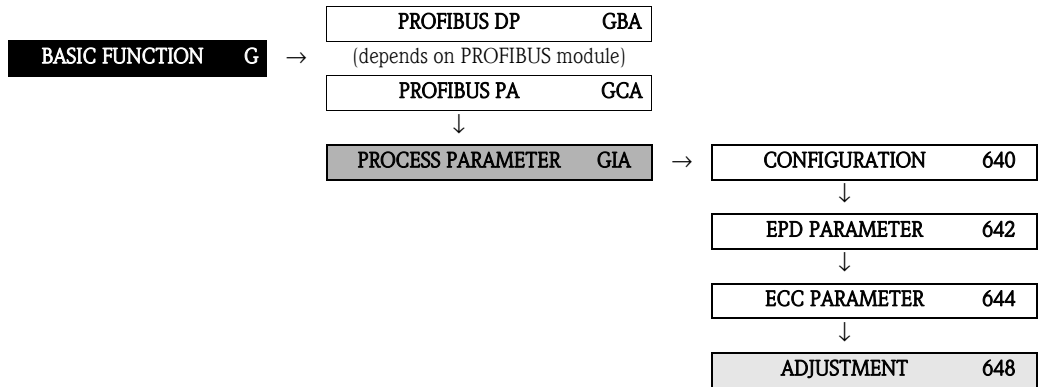 PROFIBUS DP GBA
BASIC FUNCTION G → (depends on PROFIBUS module)
PROFIBUS PA GCA
↓
PROCESS PARAMETER GIA → CONFIGURATION 640
↓
EPD PARAMETER 642
↓
ECC PARAMETER 644
↓
ADJUSTMENT 648